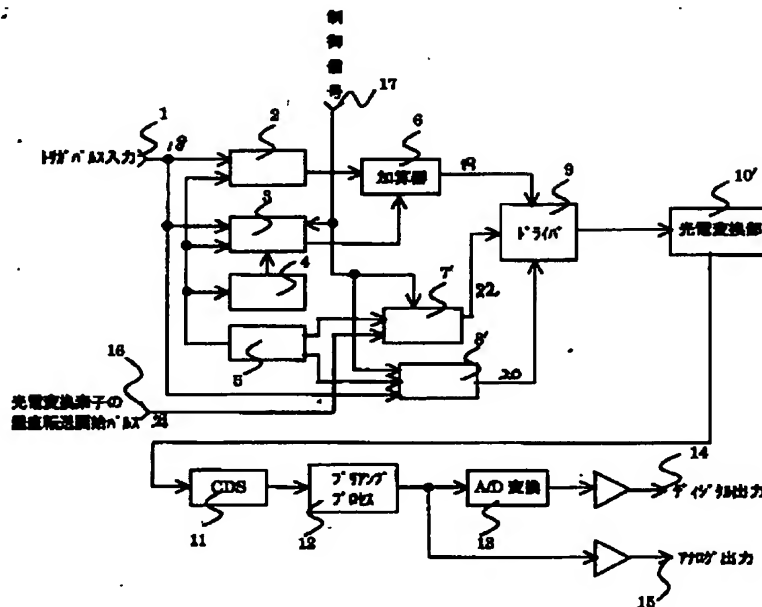 制御信号
17
1
18
2
6
トリガパルス入力
加算器
19
9
10'
3
ドライバ
光電変換部
4
7'
22
16
5
8'
20
光電変換素子の
垂直転送開始パルス
21
14
CDS
プリアンプ
プロセス
A/D 変換
ディジタル出力
11
12
13
アナログ出力
15